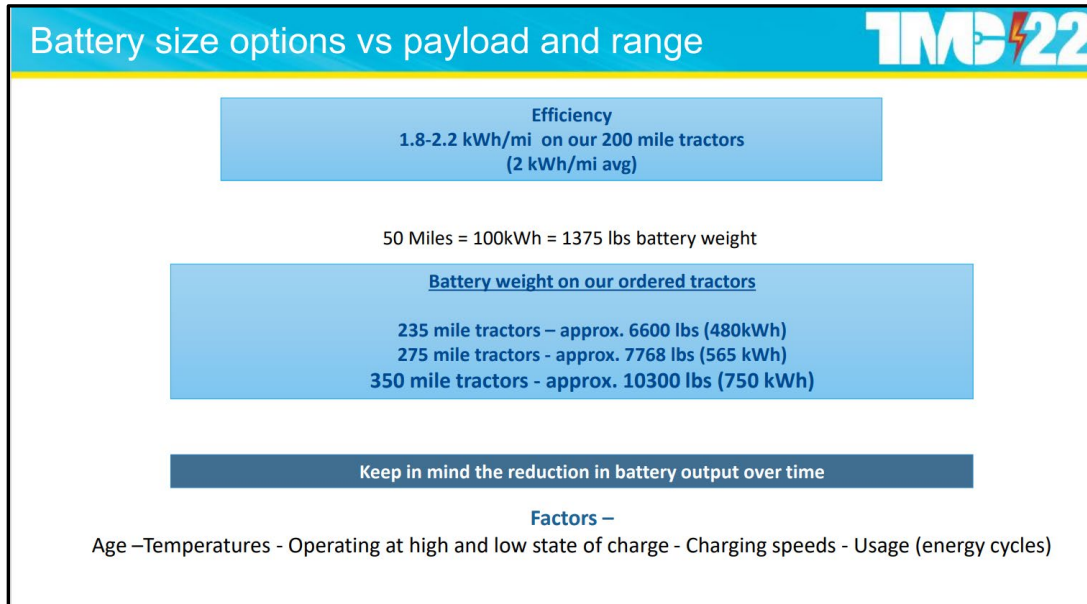 Battery size options vs payload and range
TMC 22
Efficiency
1.8-2.2 kWh/mi on our 200 mile tractors
(2 kWh/mi avg)
50 Miles = 100kWh = 1375 lbs battery weight
Battery weight on our ordered tractors
235 mile tractors – approx. 6600 lbs (480kWh)
275 mile tractors - approx. 7768 lbs (565 kWh)
350 mile tractors - approx. 10300 lbs (750 kWh)
Keep in mind the reduction in battery output over time
Factors –
Age –Temperatures - Operating at high and low state of charge - Charging speeds - Usage (energy cycles)